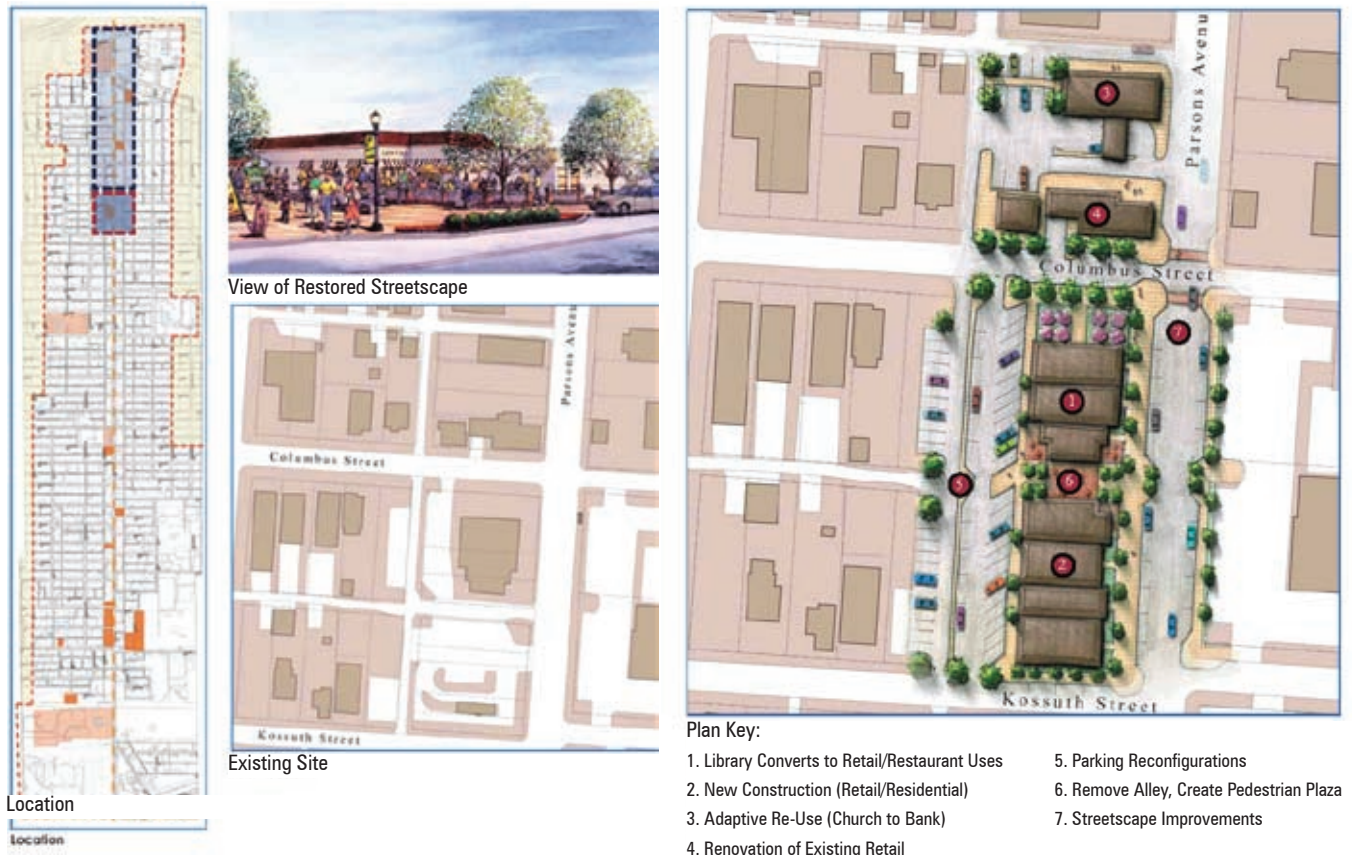 View of Restored Streetscape
Location
Location
Parsons Avenu
Columbus Street
Kossuth Street
Existing Site
Parsons Avenu
3
4
Columbus Street
7
1
5
6
2
Kossuth Street
Plan Key:
1. Library Converts to Retail/Restaurant Uses
2. New Construction (Retail/Residential)
3. Adaptive Re-Use (Church to Bank)
4. Renovation of Existing Retail
5. Parking Reconfigurations
6. Remove Alley, Create Pedestrian Plaza
7. Streetscape Improvements